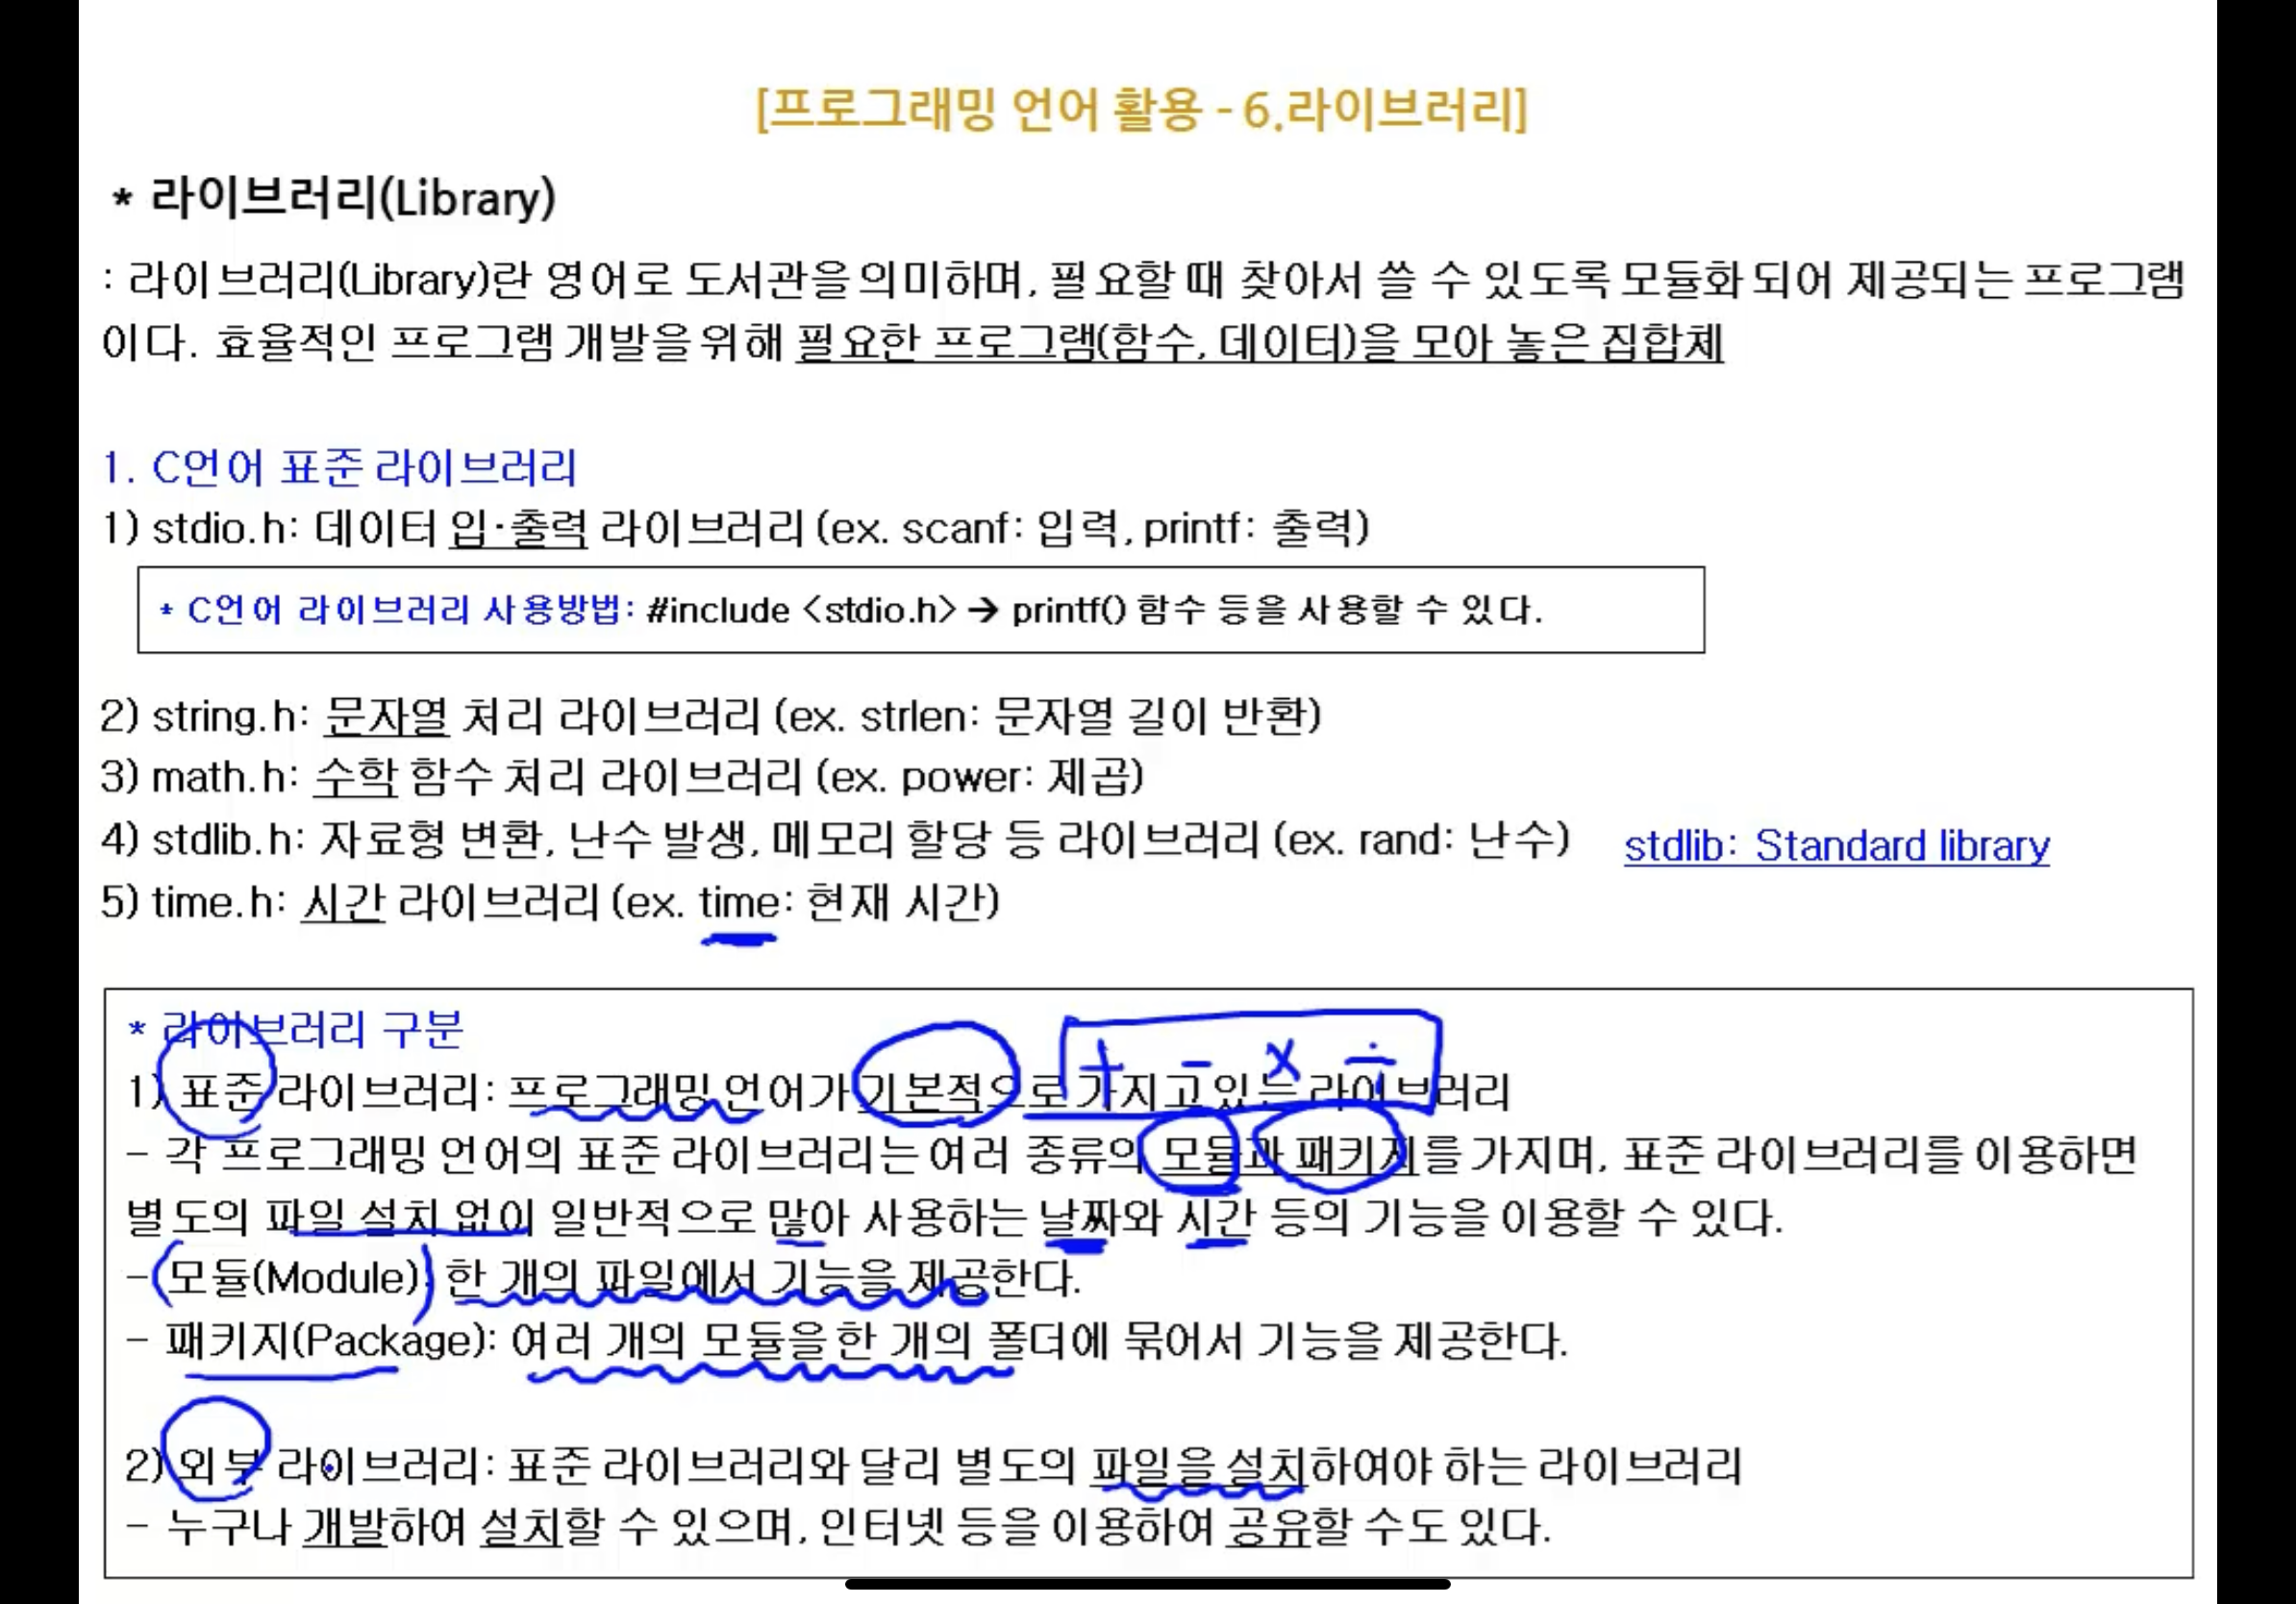 [프로그래밍 언어 활용 - 6.라이브러리]
* 라이브러리(Library)
: 라이브러리(Library)란 영어로 도서관을 의미하며, 필요할 때 찾아서 쓸 수 있도록 모듈화 되어 제공되는 프로그램
이다. 효율적인 프로그램 개발을 위해 필요한 프로그램(함수, 데이터)을 모아 놓은 집합체
1. C언어 표준 라이브러리
1) stdio.h: 데이터 입·출력 라이브러리 (ex. scanf: 입력, printf: 출력)
* C언어 라이브러리 사용방법: #include <stdio.h> → printf() 함수 등을 사용할 수 있다.
2) string.h: 문자열 처리 라이브러리 (ex. strlen: 문자열 길이 반환)
3) math.h: 수학 함수 처리 라이브러리 (ex. power: 제곱)
4) stdlib.h: 자료형 변환, 난수 발생, 메모리 할당 등 라이브러리 (ex. rand: 난수) stdlib: Standard library
5) time.h: 시간 라이브러리 (ex. time: 현재 시간)
* 라이브러리 구분
+ - × ÷
1) 표준 라이브러리: 프로그래밍 언어가 기본적으로 가지고 있는 라이브러리
- 각 프로그래밍 언어의 표준 라이브러리는 여러 종류의 모듈과 패키지를 가지며, 표준 라이브러리를 이용하면
별도의 파일 설치 없이 일반적으로 많아 사용하는 날짜와 시간 등의 기능을 이용할 수 있다.
- 모듈(Module): 한 개의 파일에서 기능을 제공한다.
- 패키지(Package): 여러 개의 모듈을 한 개의 폴더에 묶어서 기능을 제공한다.
2) 외부 라이브러리: 표준 라이브러리와 달리 별도의 파일을 설치하여야 하는 라이브러리
- 누구나 개발하여 설치할 수 있으며, 인터넷 등을 이용하여 공유할 수도 있다.